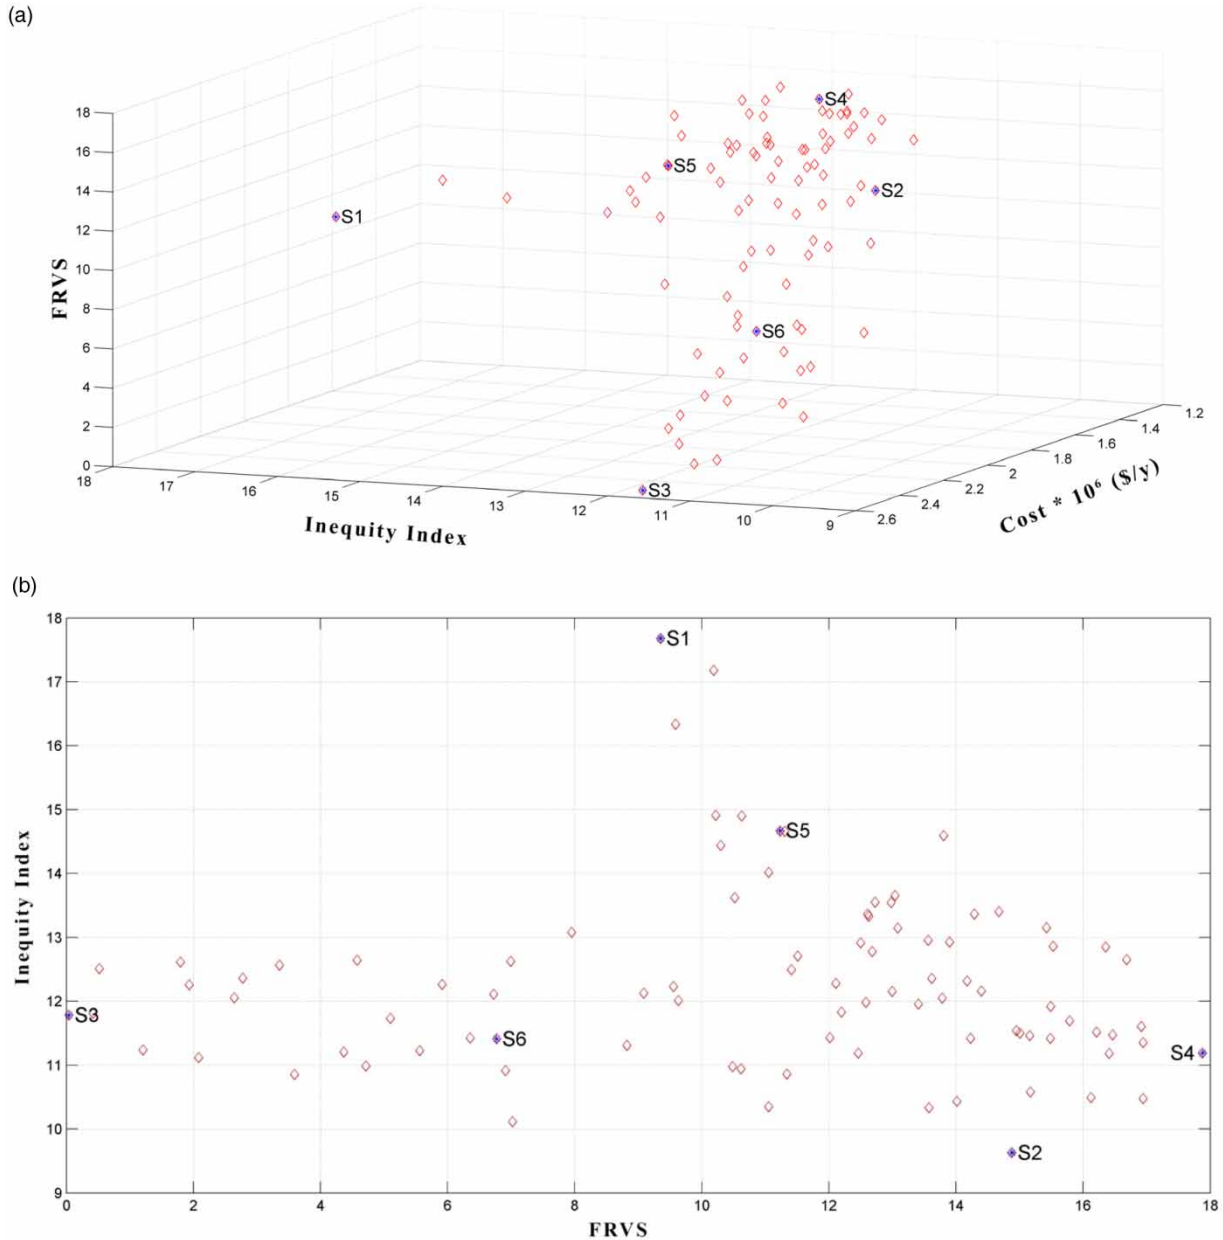 (a)
18
16
14
12
10
8
6
4
2
0
FRVS
S4
S5
S2
S1
S6
S3
18
17
16
15
14
13
12
11
10
9
Inequity Index
1.2
1.4
1.6
1.8
2
2.2
2.4
2.6
Cost * 10⁶ ($/y)
(b)
18
17
16
15
14
13
12
11
10
9
Inequity Index
S1
S5
S3
S6
S4
S2
0 2 4 6 8 10 12 14 16 18
FRVS